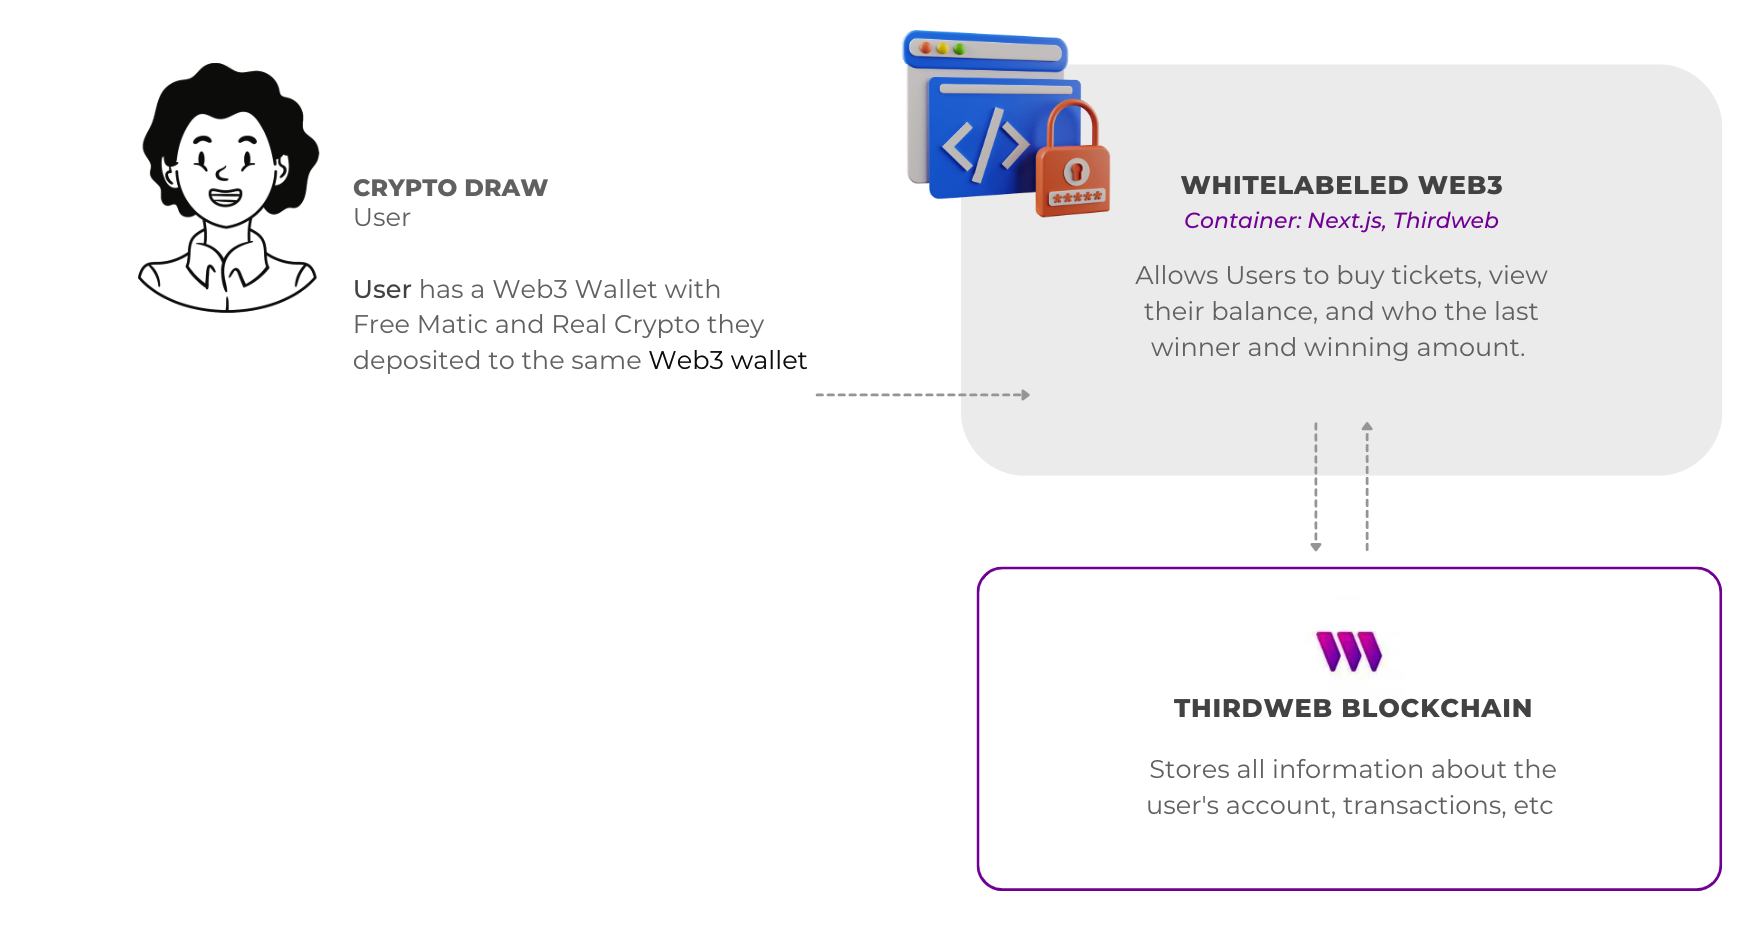 CRYPTO DRAW
User
User has a Web3 Wallet with
Free Matic and Real Crypto they
deposited to the same Web3 wallet
WHITELABELED WEB3
Container: Next.js, Thirdweb
Allows Users to buy tickets, view
their balance, and who the last
winner and winning amount.
THIRDWEB BLOCKCHAIN
Stores all information about the
user's account, transactions, etc